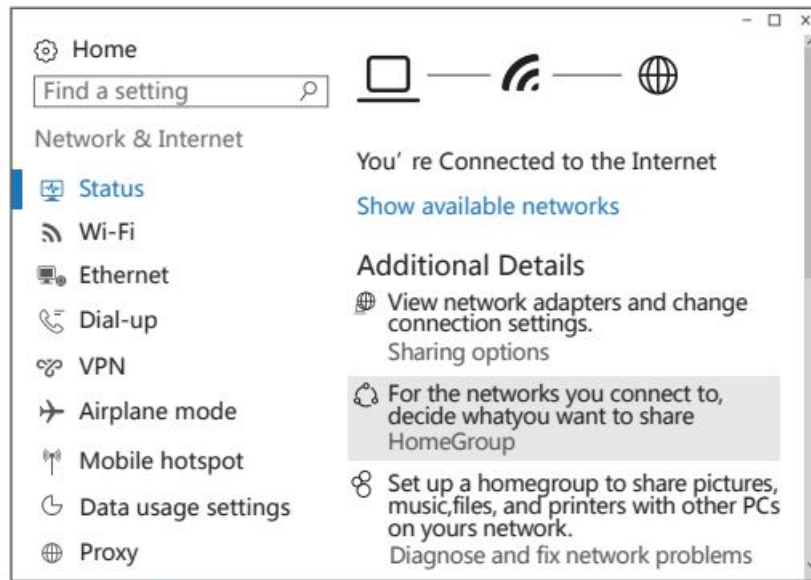 Home
Find a setting
Network & Internet
Status
Wi-Fi
Ethernet
Dial-up
VPN
Airplane mode
Mobile hotspot
Data usage settings
Proxy
You' re Connected to the Internet
Show available networks
Additional Details
View network adapters and change
connection settings.
Sharing options
For the networks you connect to,
decide whatyou want to share
HomeGroup
Set up a homegroup to share pictures,
music,files, and printers with other PCs
on yours network.
Diagnose and fix network problems